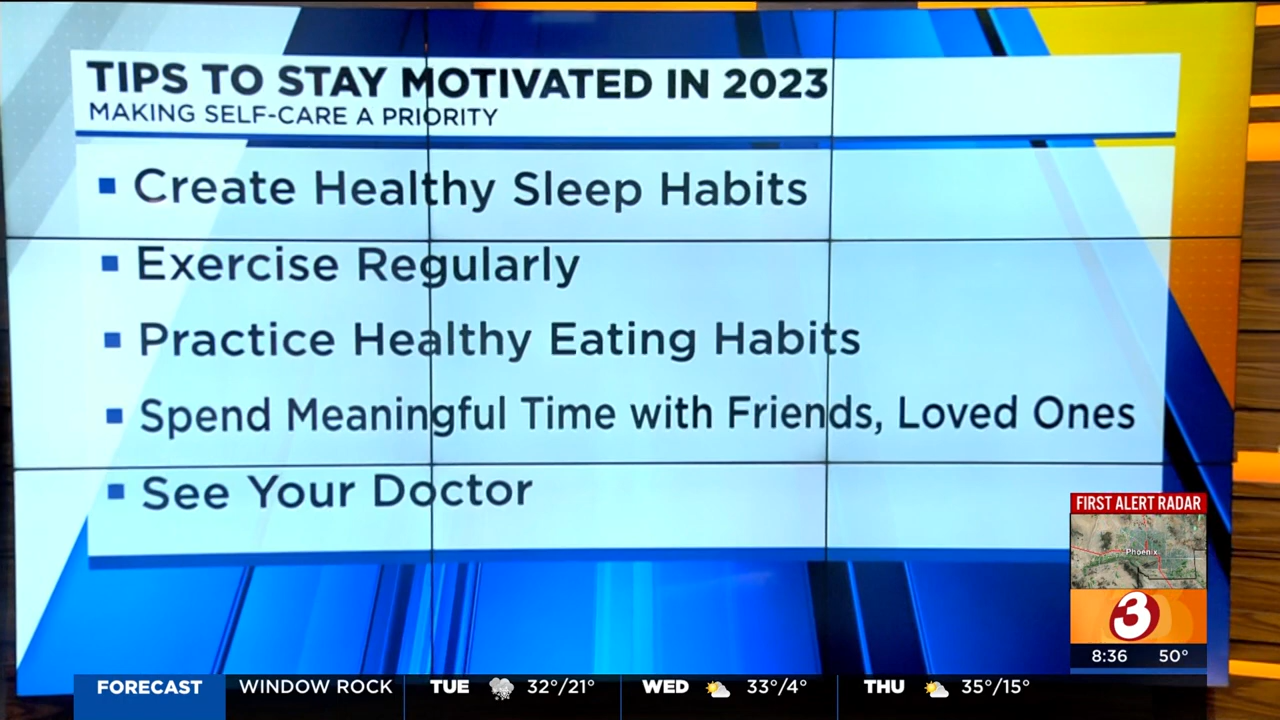 TIPS TO STAY MOTIVATED IN 2023
MAKING SELF-CARE A PRIORITY
Create Healthy Sleep Habits
Exercise Regularly
Practice Healthy Eating Habits
Spend Meaningful Time with Friends, Loved Ones
See Your Doctor
FIRST ALERT RADAR
Phoenix
3
8:36 50°
FORECAST WINDOW ROCK TUE 32°/21° WED 33°/4° THU 35°/15°